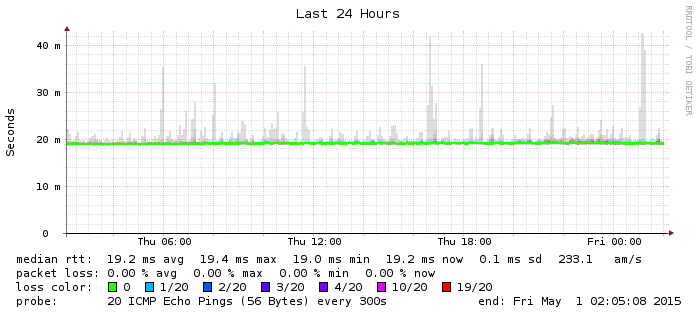 Last 24 Hours
RRDTOOL / TOBI OETIKER
Seconds
40 m
30 m
20 m
10 m
0
Thu 06:00 Thu 12:00 Thu 18:00 Fri 00:00
median rtt: 19.2 ms avg 19.4 ms max 19.0 ms min 19.2 ms now 0.1 ms sd 233.1 am/s
packet loss: 0.00 % avg 0.00 % max 0.00 % min 0.00 % now
loss color: 0 1/20 2/20 3/20 4/20 10/20 19/20
probe: 20 ICMP Echo Pings (56 Bytes) every 300s end: Fri May 1 02:05:08 2015